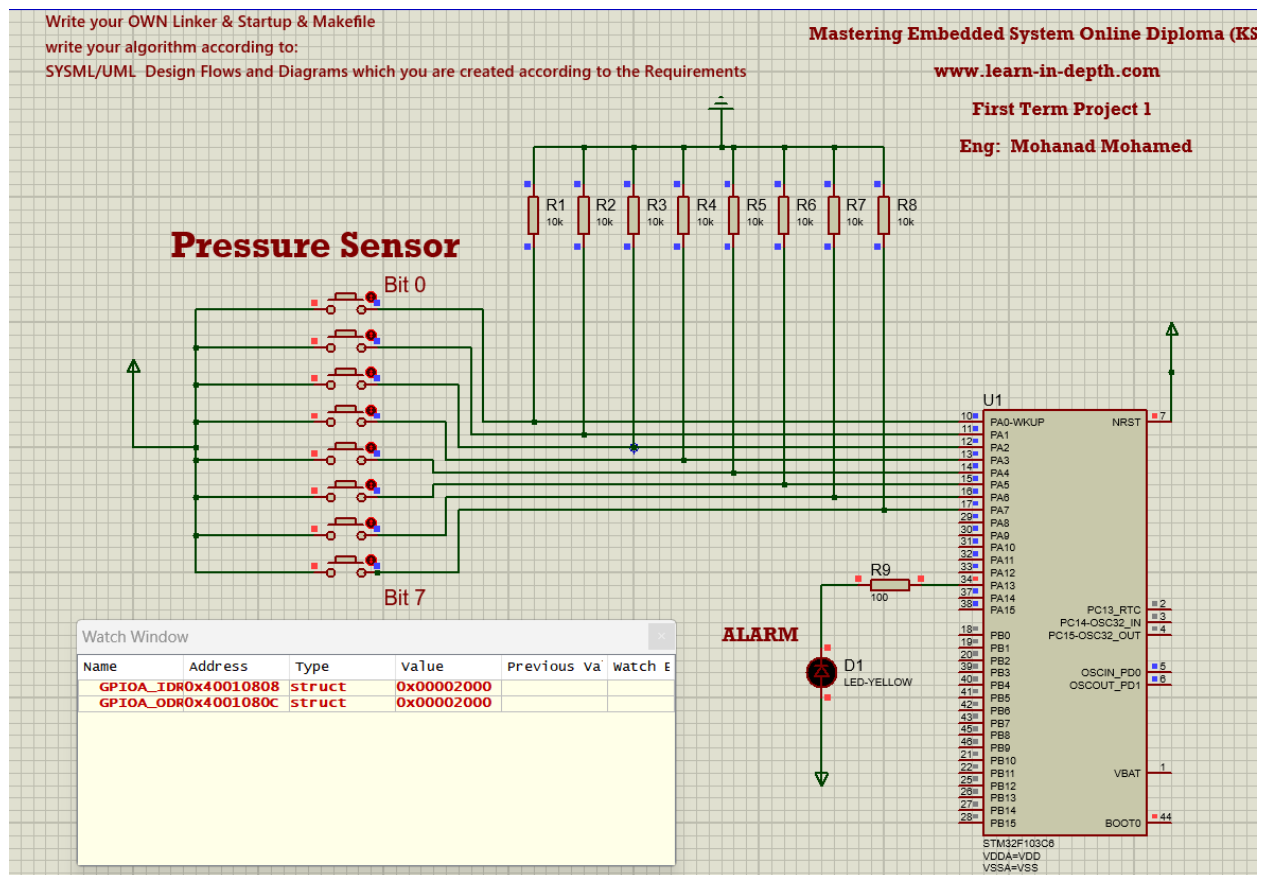 Write your OWN Linker & Startup & Makefile
write your algorithm according to:
SYSML/UML Design Flows and Diagrams which you are created according to the Requirements
Mastering Embedded System Online Diploma (KS
www.learn-in-depth.com
First Term Project 1
Eng: Mohanad Mohamed
R1
10k
R2
10k
R3
10k
R4
10k
R5
10k
R6
10k
R7
10k
R8
10k
Pressure Sensor
Bit 0
Bit 7
U1
10 PA0-WKUP
11 PA1
12 PA2
13 PA3
14 PA4
15 PA5
16 PA6
17 PA7
29 PA8
30 PA9
31 PA10
32 PA11
33 PA12
34 PA13
37 PA14
38 PA15
18 PB0
19 PB1
20 PB2
39 PB3
40 PB4
41 PB5
42 PB6
43 PB7
45 PB8
46 PB9
21 PB10
22 PB11
25 PB12
26 PB13
27 PB14
28 PB15
NRST 7
PC13_RTC 2
PC14-OSC32_IN 3
PC15-OSC32_OUT 4
OSCIN_PD0 5
OSCOUT_PD1 6
VBAT 1
BOOT0 44
STM32F103C6
VDDA=VDD
VSSA=VSS
R9
100
ALARM
D1
LED-YELLOW
Watch Window
Name Address Type Value Previous Va Watch E
GPIOA_IDR 0x40010808 struct 0x00002000
GPIOA_ODR 0x4001080C struct 0x00002000